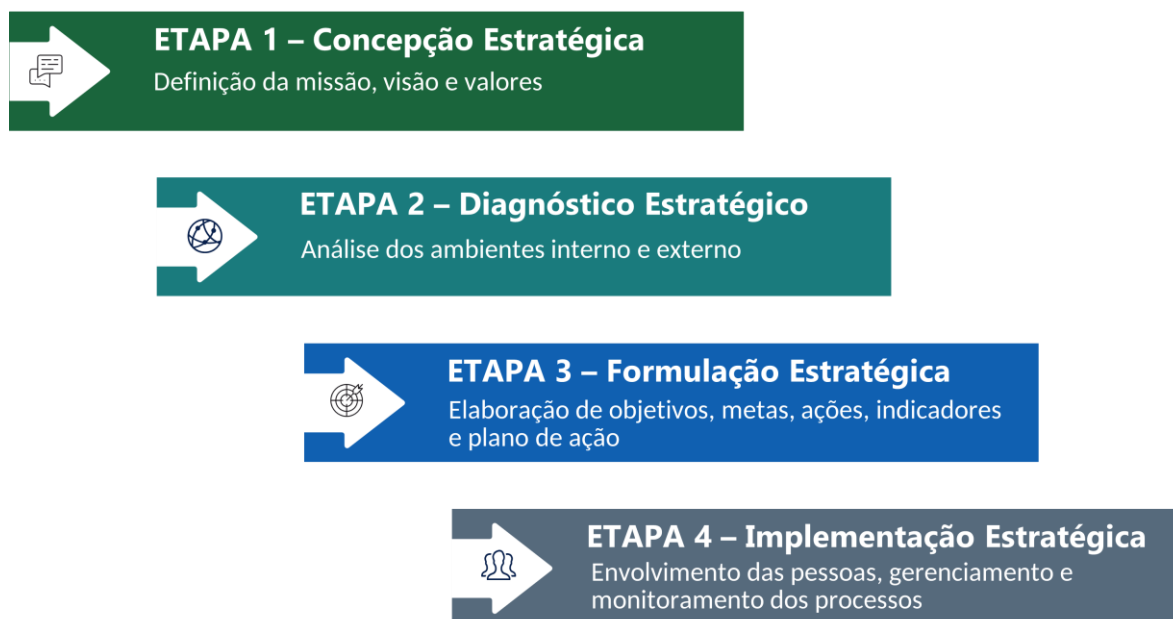 ETAPA 1 – Concepção Estratégica
Definição da missão, visão e valores
ETAPA 2 – Diagnóstico Estratégico
Análise dos ambientes interno e externo
ETAPA 3 – Formulação Estratégica
Elaboração de objetivos, metas, ações, indicadores
e plano de ação
ETAPA 4 – Implementação Estratégica
Envolvimento das pessoas, gerenciamento e
monitoramento dos processos